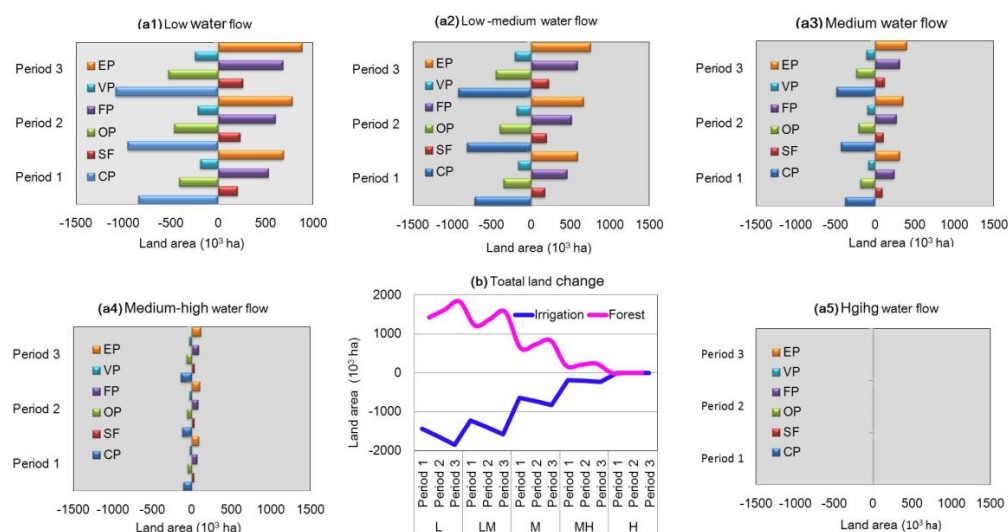 (a1) Low water flow
Period 3
Period 2
Period 1
EP
VP
FP
OP
SF
CP
-1500 -1000 -500 0 500 1000
Land area (10³ ha)
(a2) Low -medium water flow
Period 3
Period 2
Period 1
EP
VP
FP
OP
SF
CP
-1500 -1000 -500 0 500 1000 1500
Land area (10³ ha)
(a3) Medium water flow
Period 3
Period 2
Period 1
EP
VP
FP
OP
SF
CP
-1500 -1000 -500 0 500 1000 1500
Land area (10³ ha)
(a4) Medium-high water flow
Period 3
Period 2
Period 1
EP
VP
FP
OP
SF
CP
-1500 -1000 -500 0 500 1000 1500
Land area (10³ ha)
(b) Toatal land change
Land area (10³ ha)
2000
1000
0
-1000
-2000
Irrigation Forest
Period 1 Period 2 Period 3 Period 1 Period 2 Period 3 Period 1 Period 2 Period 3 Period 1 Period 2 Period 3 Period 1 Period 2 Period 3
L LM M MH H
(a5) Hgihg water flow
Period 3
Period 2
Period 1
EP
VP
FP
OP
SF
CP
-1500 -1000 -500 0 500 1000 1500
Land area (10³ ha)